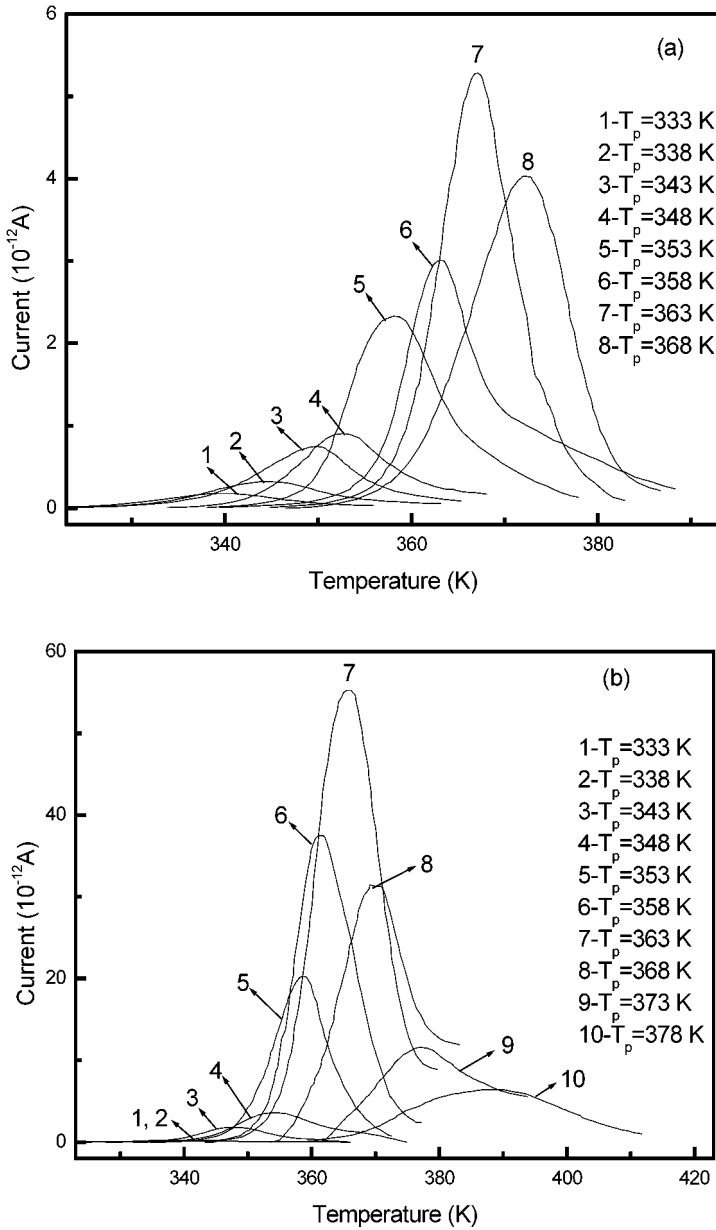 6
(a)
7
1-Tp=333 K
8
2-Tp=338 K
3-Tp=343 K
4
4-Tp=348 K
6
5-Tp=353 K
5
6-Tp=358 K
7-Tp=363 K
2
8-Tp=368 K
4
3
2
1
0
340
360
380
Current (10⁻¹²A)
Temperature (K)
60
(b)
7
1-Tp=333 K
2-Tp=338 K
3-Tp=343 K
40
4-Tp=348 K
6
5-Tp=353 K
8
6-Tp=358 K
7-Tp=363 K
5
8-Tp=368 K
20
9-Tp=373 K
10-Tp=378 K
4
9
3
10
1, 2
0
340
360
380
400
420
Current (10⁻¹²A)
Temperature (K)